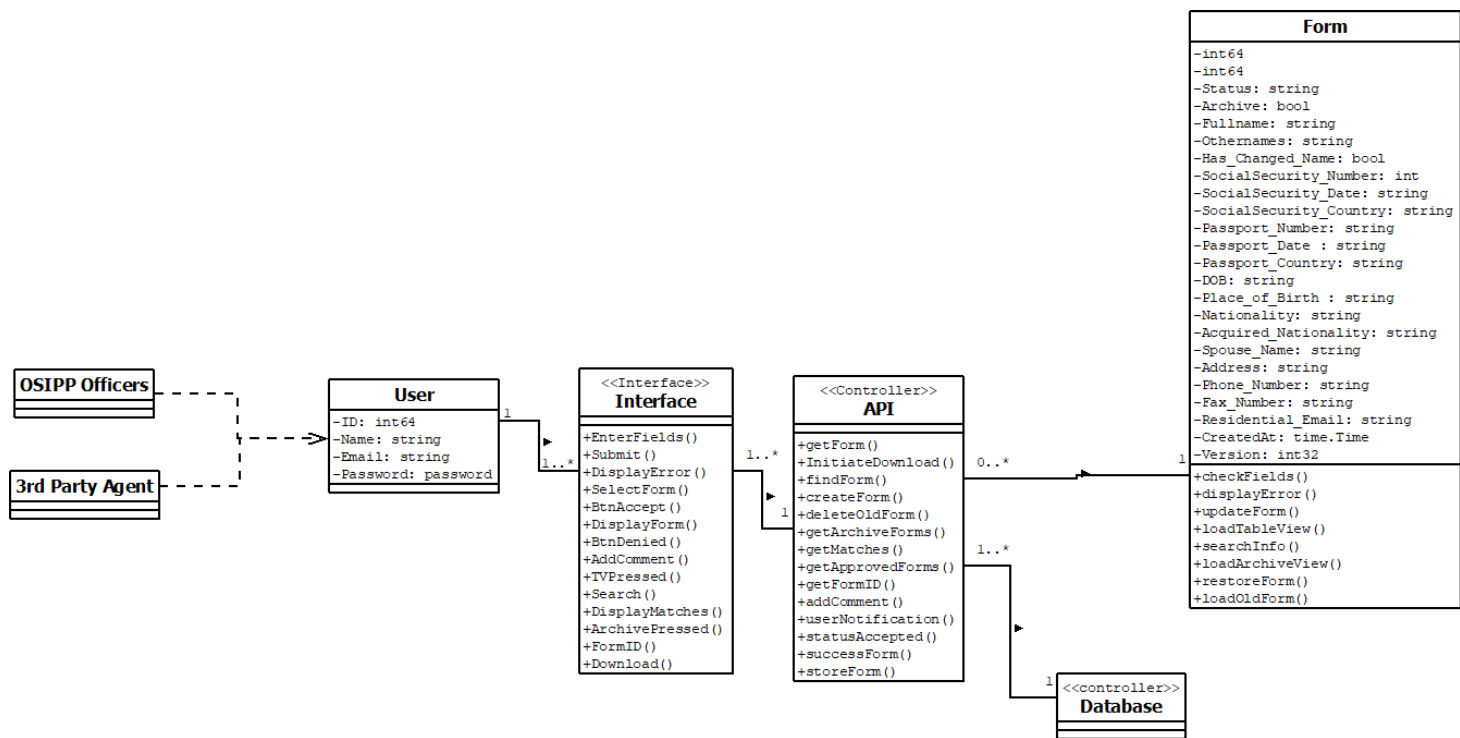 OSIPP Officers
3rd Party Agent
User
-ID: int64
-Name: string
-Email: string
-Password: password
1
1..*
<<Interface>>
Interface
+EnterFields()
+Submit()
+DisplayError()
+SelectForm()
+BtnAccept()
+DisplayForm()
+BtnDenied()
+AddComment()
+TVPressed()
+Search()
+DisplayMatches()
+ArchivePressed()
+FormID()
+Download()
1..*
1
<<Controller>>
API
+getForm()
+InitiateDownload()
+findForm()
+createForm()
+deleteOldForm()
+getArchiveForms()
+getMatches()
+getApprovedForms()
+getFormID()
+addComment()
+userNotification()
+statusAccepted()
+successForm()
+storeForm()
0..*
1
1..*
1
<<controller>>
Database
Form
-int64
-int64
-Status: string
-Archive: bool
-Fullname: string
-Othernames: string
-Has_Changed_Name: bool
-SocialSecurity_Number: int
-SocialSecurity_Date: string
-SocialSecurity_Country: string
-Passport_Number: string
-Passport_Date : string
-Passport_Country: string
-DOB: string
-Place_of_Birth : string
-Nationality: string
-Acquired_Nationality: string
-Spouse_Name: string
-Address: string
-Phone_Number: string
-Fax_Number: string
-Residential_Email: string
-CreatedAt: time.Time
-Version: int32
+checkFields()
+displayError()
+updateForm()
+loadTableView()
+searchInfo()
+loadArchiveView()
+restoreForm()
+loadOldForm()